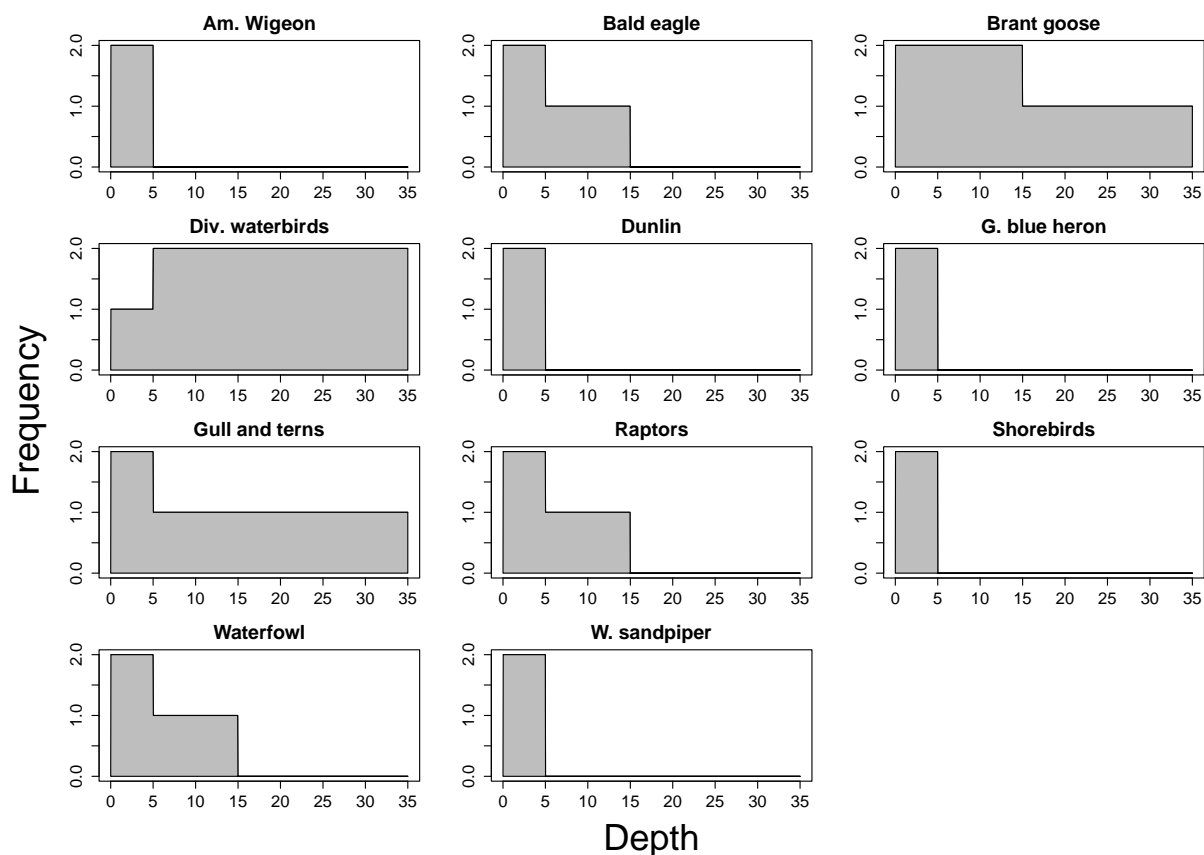 Am. Wigeon
0.0 1.0 2.0
0 5 10 15 20 25 30 35
Bald eagle
0.0 1.0 2.0
0 5 10 15 20 25 30 35
Brant goose
0.0 1.0 2.0
0 5 10 15 20 25 30 35
Div. waterbirds
0.0 1.0 2.0
0 5 10 15 20 25 30 35
Dunlin
0.0 1.0 2.0
0 5 10 15 20 25 30 35
G. blue heron
0.0 1.0 2.0
0 5 10 15 20 25 30 35
Gull and terns
0.0 1.0 2.0
0 5 10 15 20 25 30 35
Raptors
0.0 1.0 2.0
0 5 10 15 20 25 30 35
Shorebirds
0.0 1.0 2.0
0 5 10 15 20 25 30 35
Waterfowl
0.0 1.0 2.0
0 5 10 15 20 25 30 35
W. sandpiper
0.0 1.0 2.0
0 5 10 15 20 25 30 35
Frequency
Depth